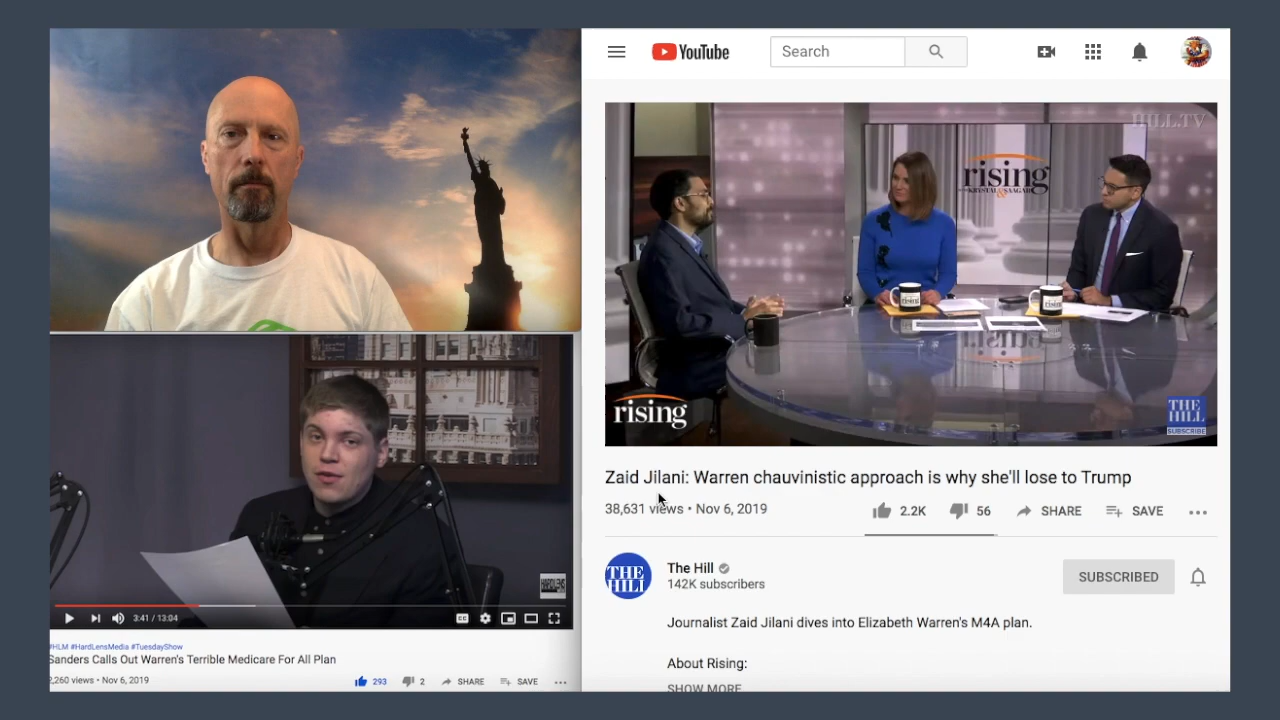 YouTube
Search
HILL.TV
rising
KRYSTAL & SAAGAR
rising
rising
rising
THE HILL
SUBSCRIBE
Zaid Jilani: Warren chauvinistic approach is why she'll lose to Trump
38,631 views • Nov 6, 2019
2.2K
56
SHARE
SAVE
THE HILL
The Hill
142K subscribers
SUBSCRIBED
Journalist Zaid Jilani dives into Elizabeth Warren's M4A plan.
About Rising:
SHOW MORE
HARDLENS
3:41 / 13:04
#HLM #HardLensMedia #TuesdayShow
Sanders Calls Out Warren's Terrible Medicare For All Plan
2,260 views • Nov 6, 2019
293
2
SHARE
SAVE